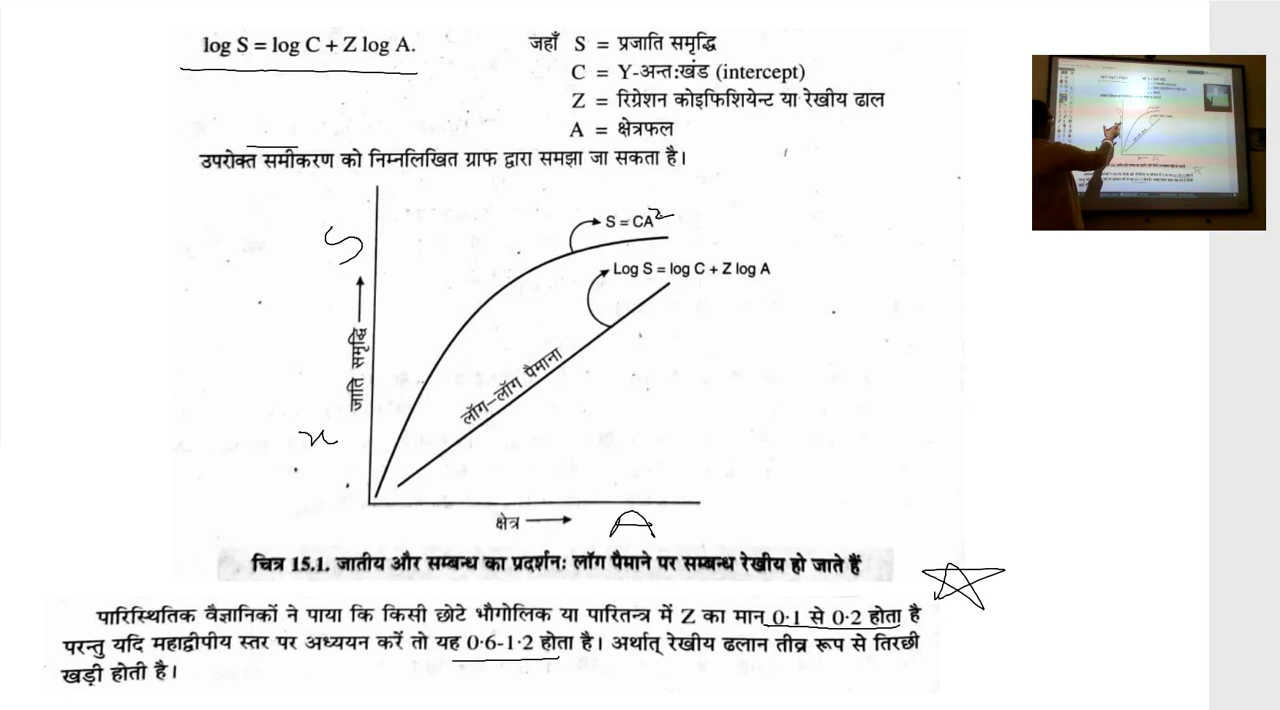 log S = log C + Z log A.
जहाँ S = प्रजाति समृद्धि
C = Y-अन्त:खंड (intercept)
Z = रिग्रेशन कोइफिशियेन्ट या रेखीय ढाल
A = क्षेत्रफल
उपरोक्त समीकरण को निम्नलिखित ग्राफ द्वारा समझा जा सकता है।
S
S = CAᶻ
Log S = log C + Z log A
जाति समृद्धि
लॉग–लॉग पैमाना
x
क्षेत्र
A
चित्र 15.1. जातीय और सम्बन्ध का प्रदर्शन: लॉग पैमाने पर सम्बन्ध रेखीय हो जाते हैं
पारिस्थितिक वैज्ञानिकों ने पाया कि किसी छोटे भौगोलिक या पारितन्त्र में Z का मान 0·1 से 0·2 होता है
परन्तु यदि महाद्वीपीय स्तर पर अध्ययन करें तो यह 0·6-1·2 होता है। अर्थात् रेखीय ढलान तीव्र रूप से तिरछी
खड़ी होती है।